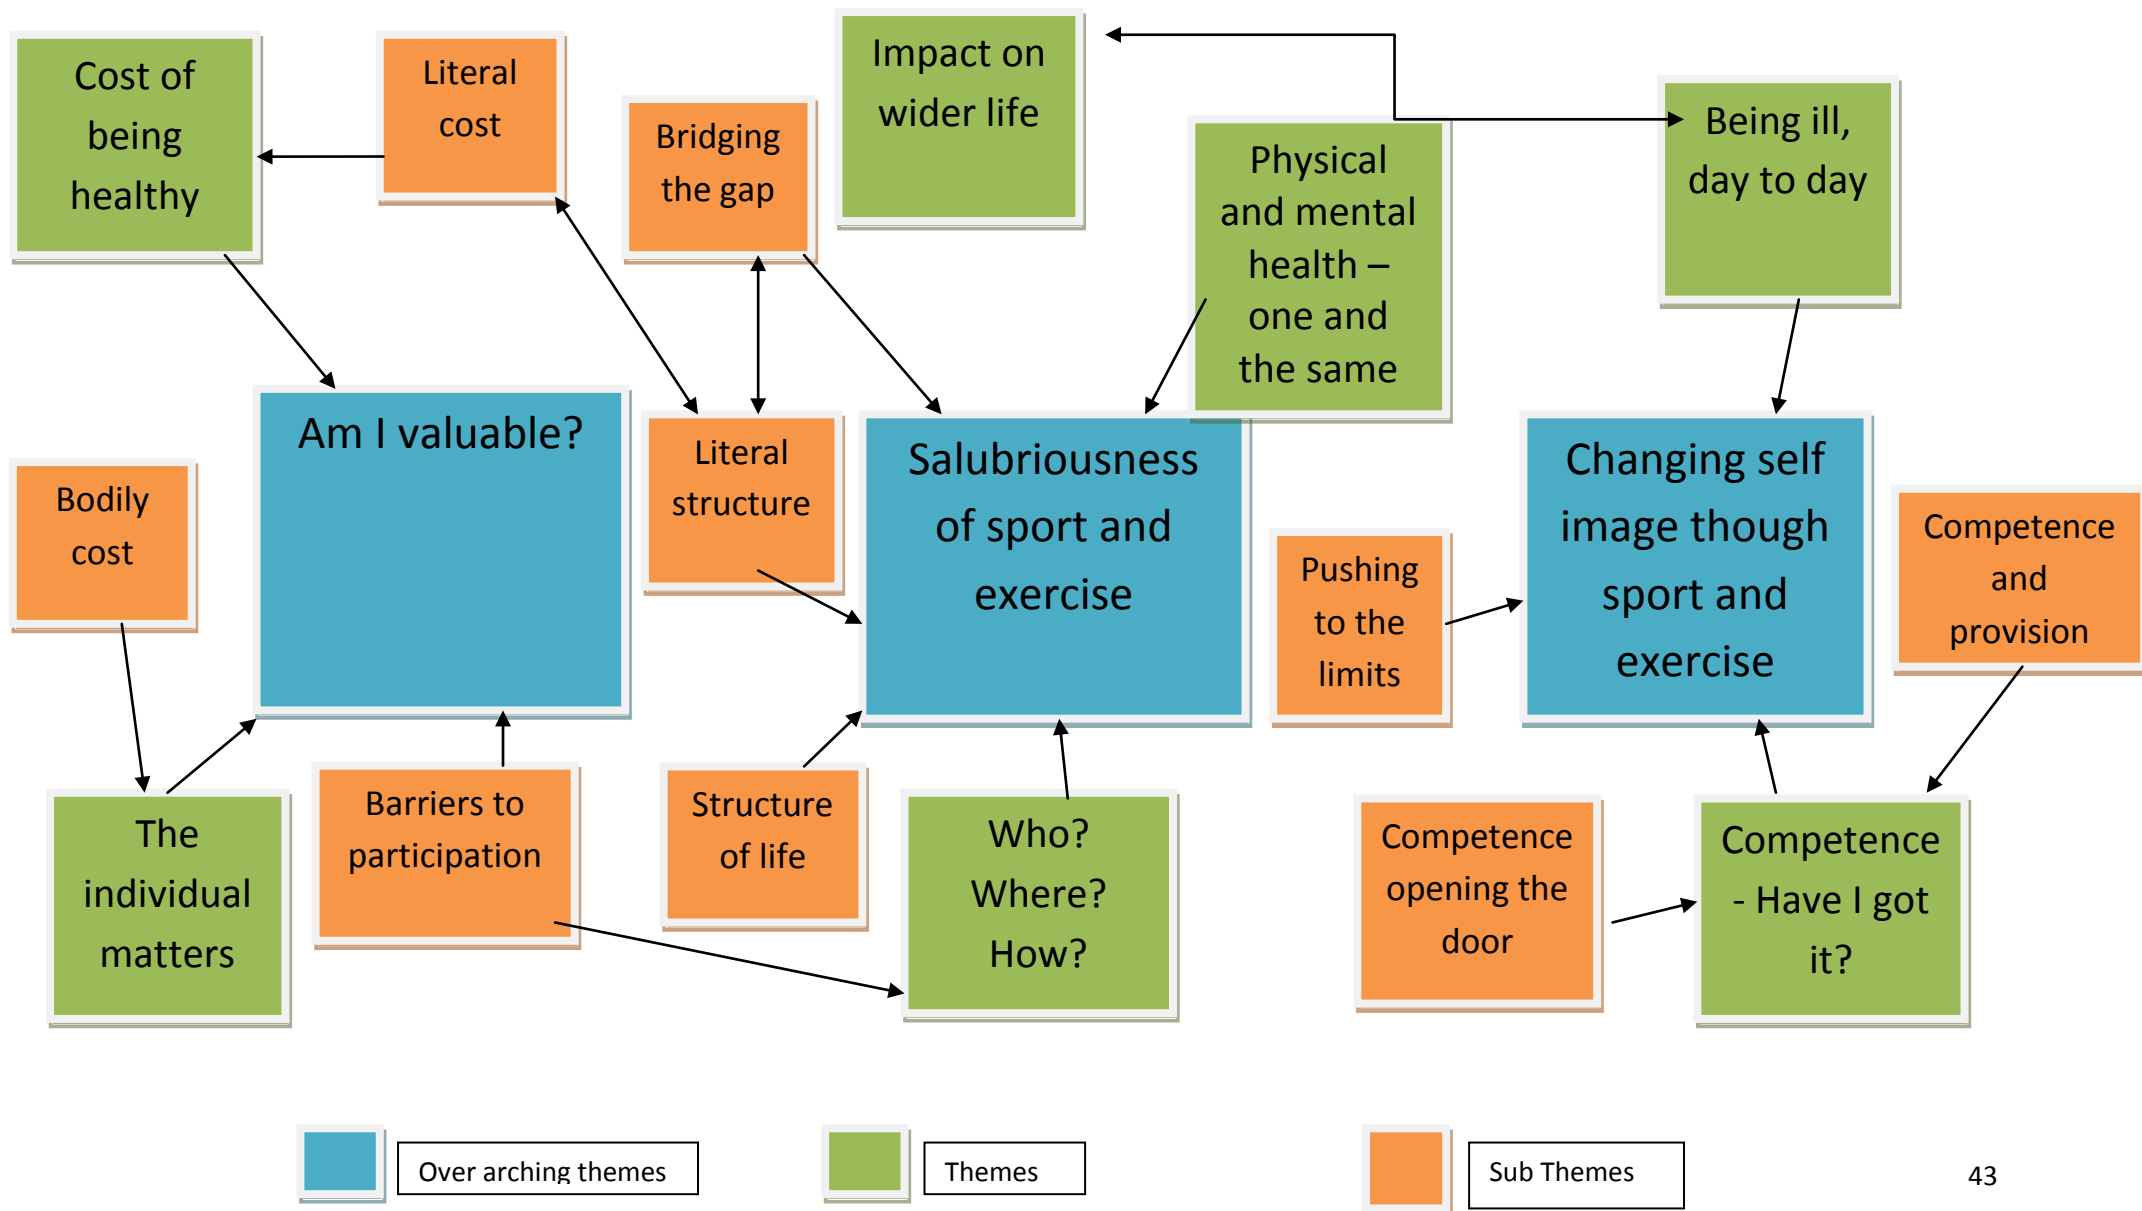 Cost of
being
healthy
Literal
cost
Bridging
the gap
Impact on
wider life
Physical
and mental
health –
one and
the same
Being ill,
day to day
Am I valuable?
Literal
structure
Salubriousness
of sport and
exercise
Changing self
image though
sport and
exercise
Bodily
cost
Pushing
to the
limits
Competence
and
provision
The
individual
matters
Barriers to
participation
Structure
of life
Who?
Where?
How?
Competence
opening the
door
Competence
- Have I got
it?
Over arching themes
Themes
Sub Themes
43